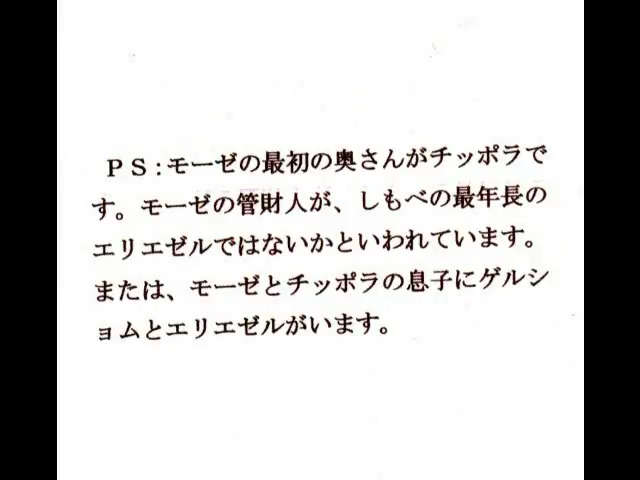 ＰＳ:モーゼの最初の奥さんがチッポラで
す。モーゼの管財人が、しもべの最年長の
エリエゼルではないかといわれています。
または、モーゼとチッポラの息子にゲルシ
ョムとエリエゼルがいます。